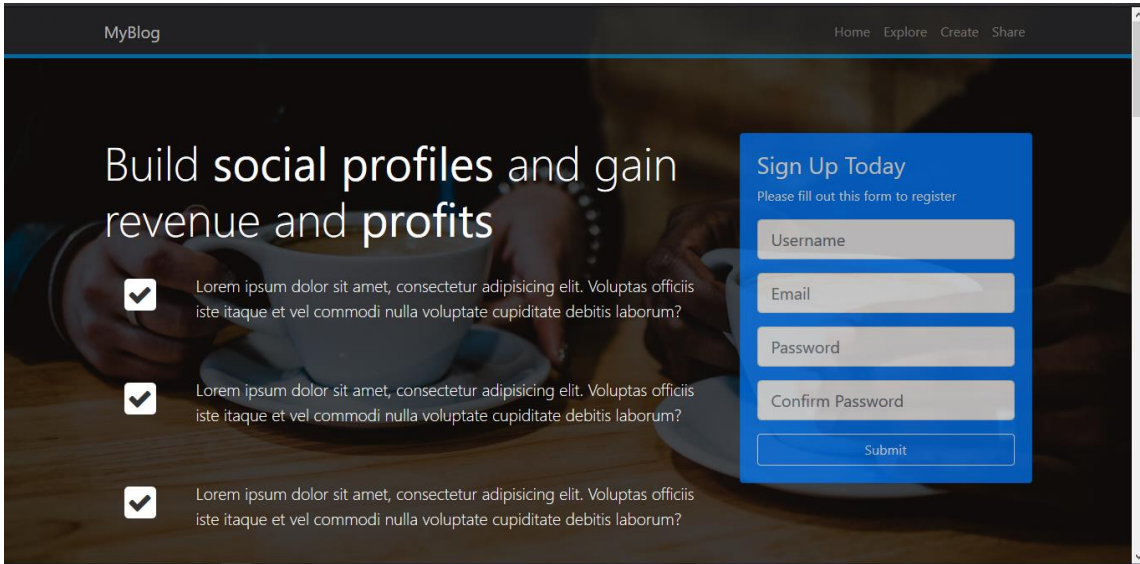 MyBlog
Home Explore Create Share
Build social profiles and gain
revenue and profits
Lorem ipsum dolor sit amet, consectetur adipisicing elit. Voluptas officiis
iste itaque et vel commodi nulla voluptate cupiditate debitis laborum?
Lorem ipsum dolor sit amet, consectetur adipisicing elit. Voluptas officiis
iste itaque et vel commodi nulla voluptate cupiditate debitis laborum?
Lorem ipsum dolor sit amet, consectetur adipisicing elit. Voluptas officiis
iste itaque et vel commodi nulla voluptate cupiditate debitis laborum?
Sign Up Today
Please fill out this form to register
Username
Email
Password
Confirm Password
Submit